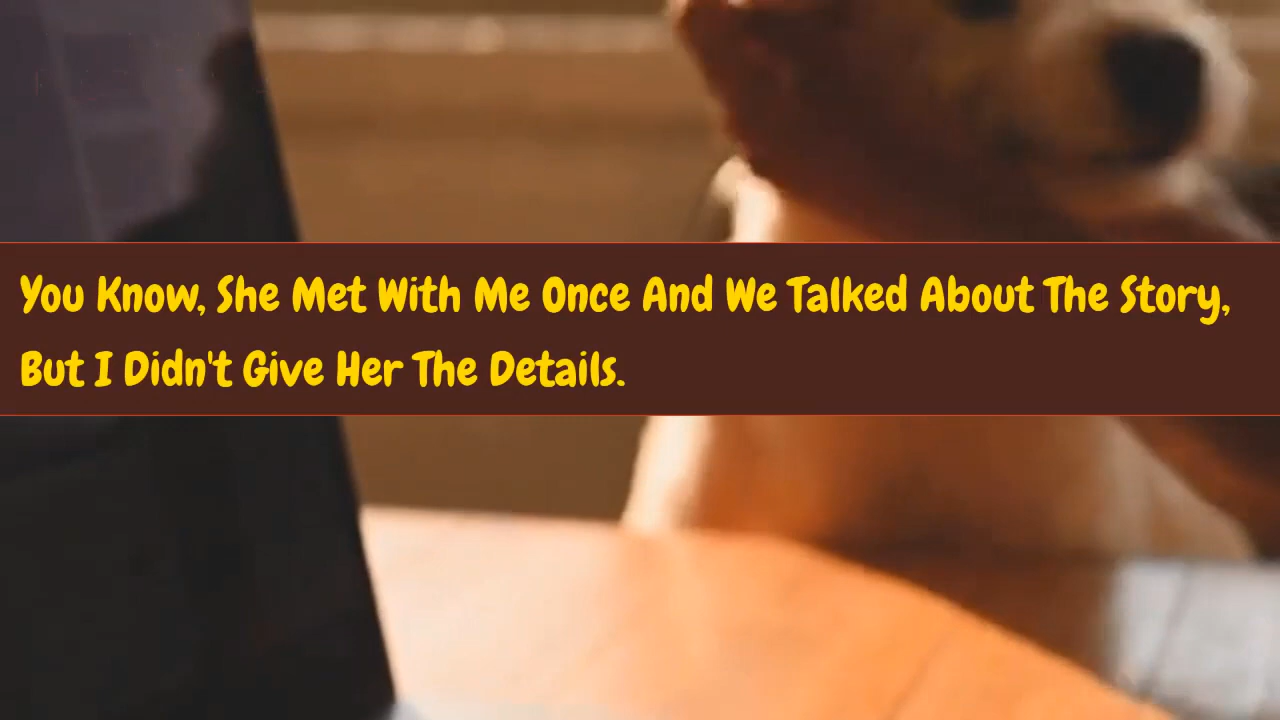 You Know, She Met With Me Once And We Talked About The Story,
But I Didn't Give Her The Details.